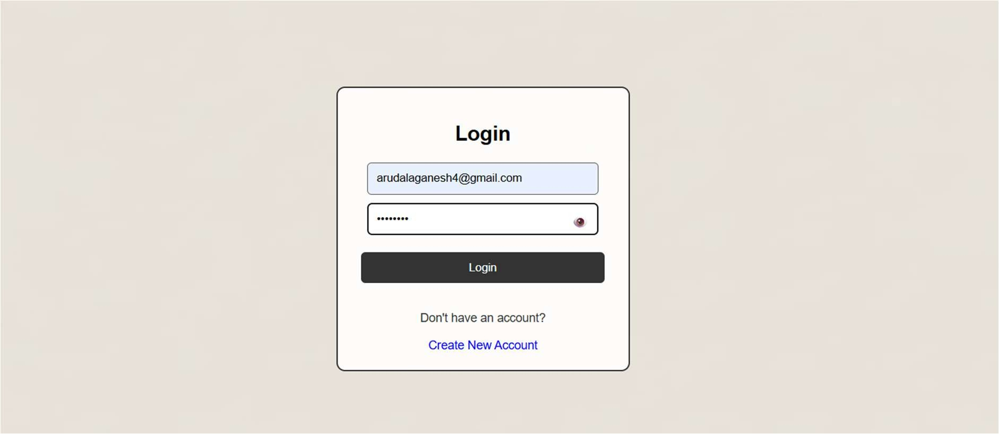 Login
arudalaganesh4@gmail.com
••••••••
Login
Don't have an account?
Create New Account